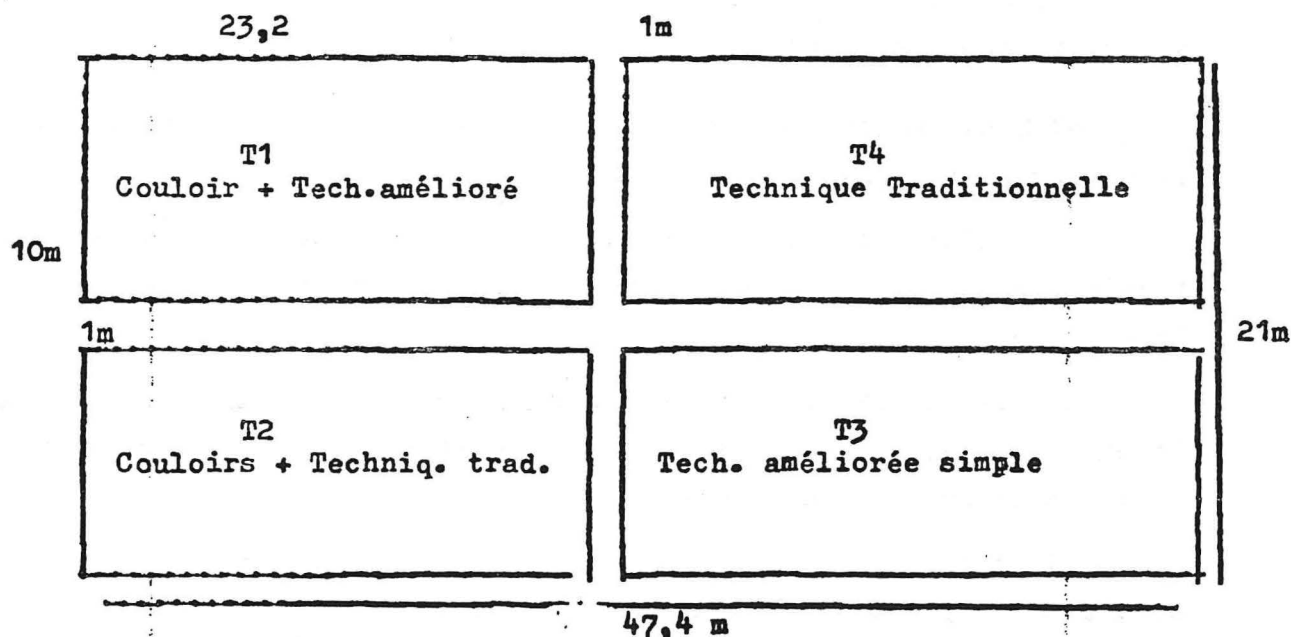 23,2
1m
T1
Couloir + Tech.amélioré
T4
Technique Traditionnelle
10m
1m
21m
T2
Couloirs + Techniq. trad.
T3
Tech. améliorée simple
47,4 m